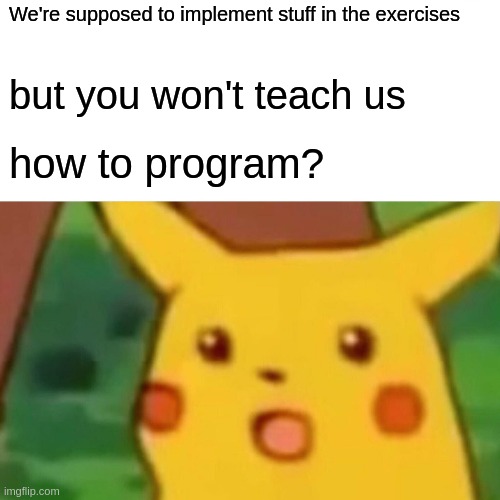 We're supposed to implement stuff in the exercises
but you won't teach us
how to program?
imgflip.com